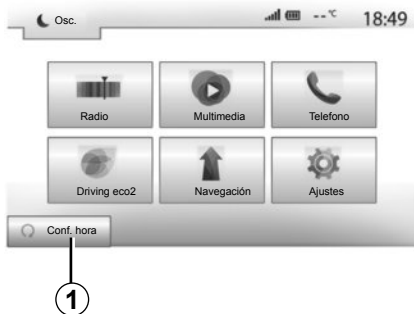 Osc.
--°C
18:49
Radio
Multimedia
Telefono
Driving eco2
Navegación
Ajustes
Conf. hora
1